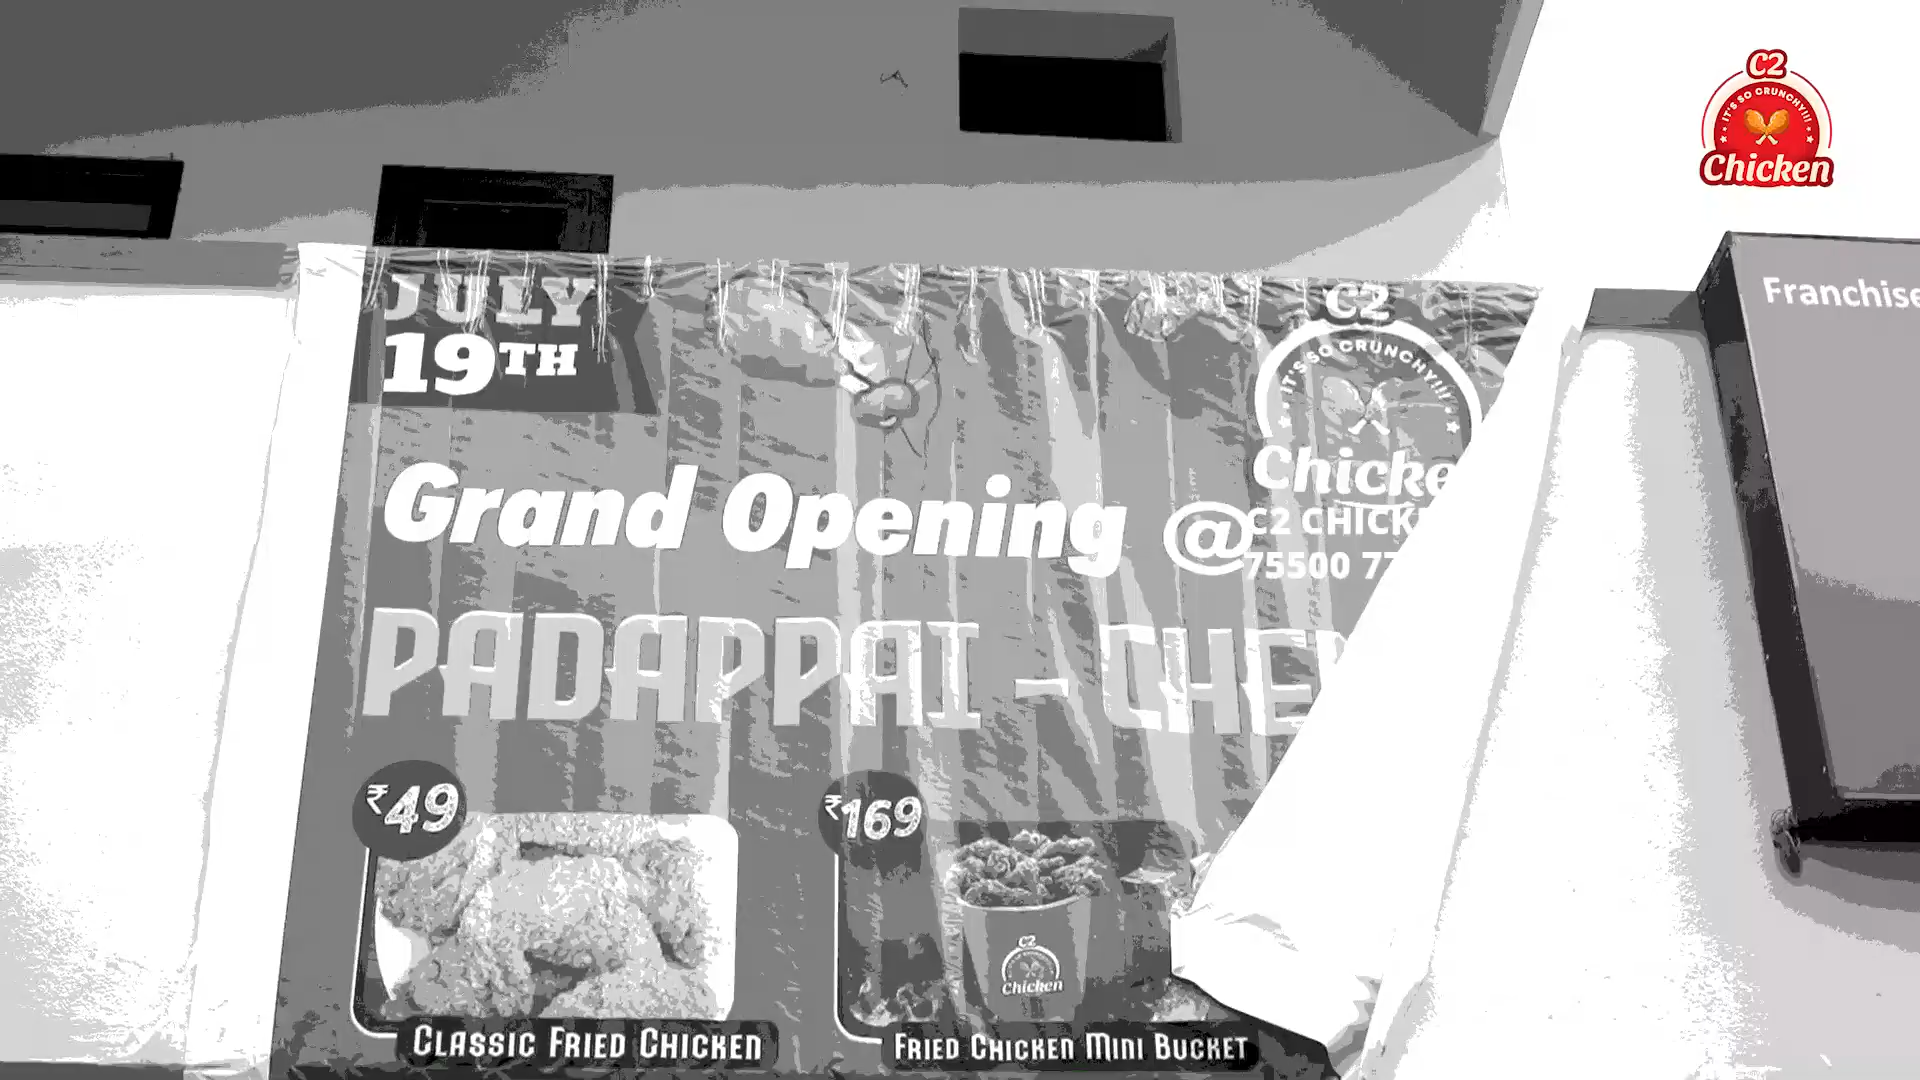 C2
IT'S SO CRUNCHY!!!
Chicken
Franchise
JULY
19TH
C2
IT'S SO CRUNCHY!!!
Chicke
Grand Opening @
C2 CHICK
75500 77
PADAPPAI - CHE
₹49
₹169
C2
Chicken
CLASSIC FRIED CHICKEN
FRIED CHICKEN MINI BUCKET